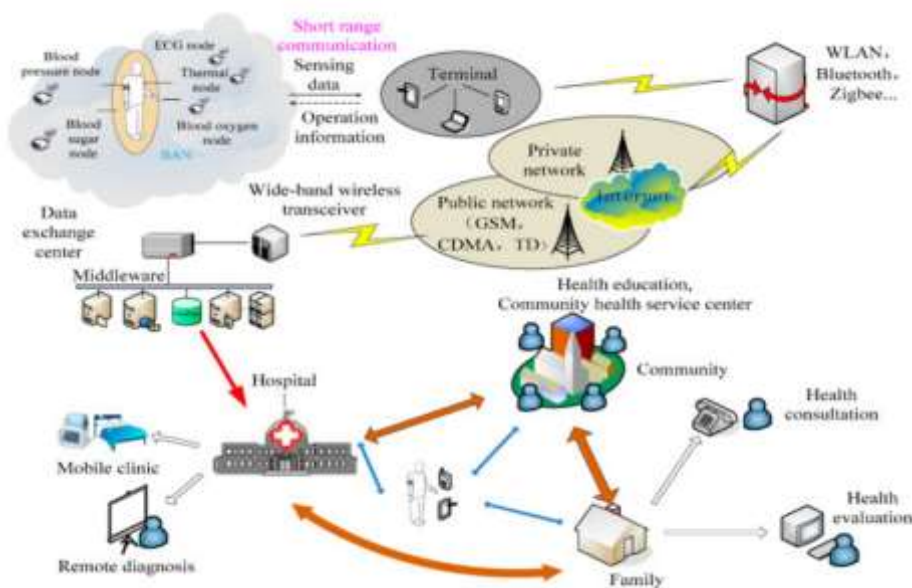 Short range
communication
ECG node
Blood
pressure node
Thermal
node
Sensing
data
Operation
information
Blood
sugar
node
Blood oxygen
node
BAN
Terminal
WLAN,
Bluetooth,
Zigbee...
Private
network
Internet
Public network
(GSM,
CDMA, TD)
Wide-band wireless
transceiver
Data
exchange
center
Middleware
Health education,
Community health service center
Community
Hospital
Health
consultation
Mobile clinic
Remote diagnosis
Health
evaluation
Family